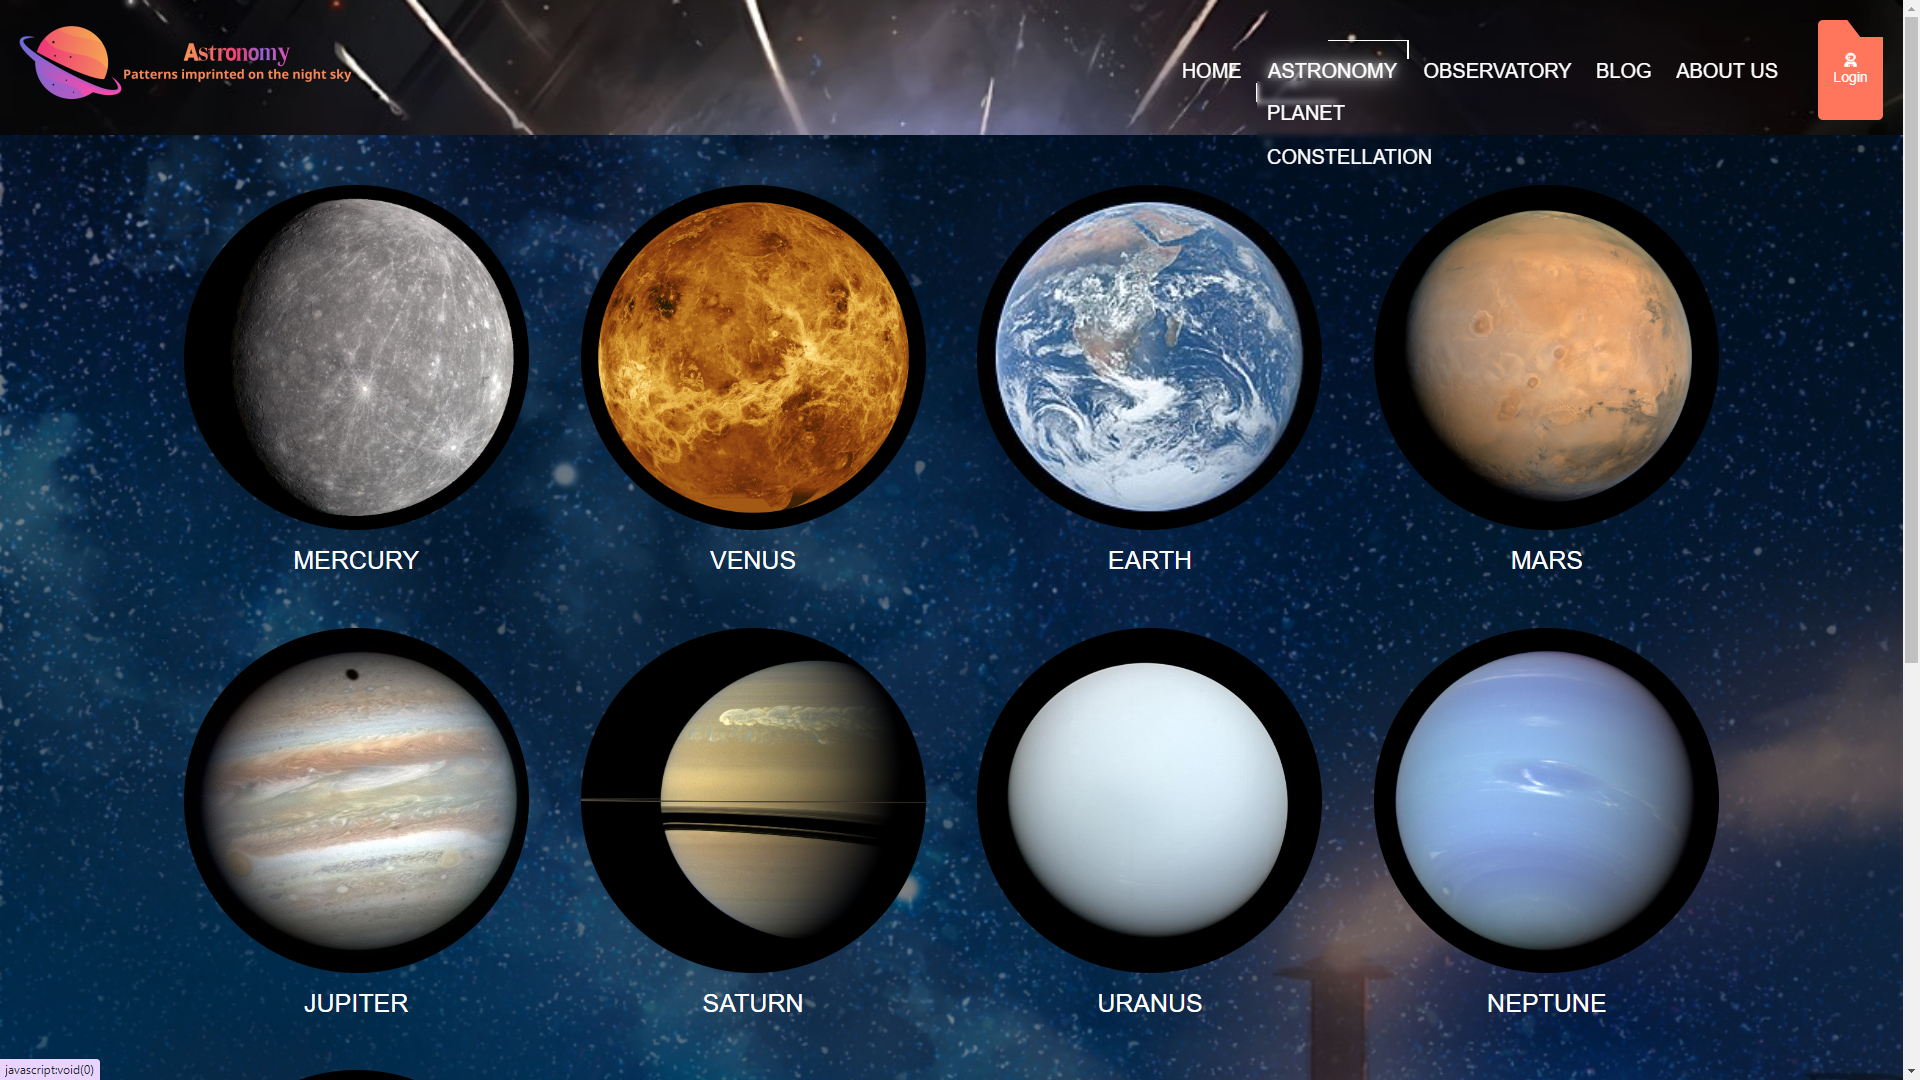 Astronomy
Patterns imprinted on the night sky
HOME ASTRONOMY OBSERVATORY BLOG ABOUT US
Login
PLANET
CONSTELLATION
MERCURY VENUS EARTH MARS
JUPITER SATURN URANUS NEPTUNE
javascript:void(0)